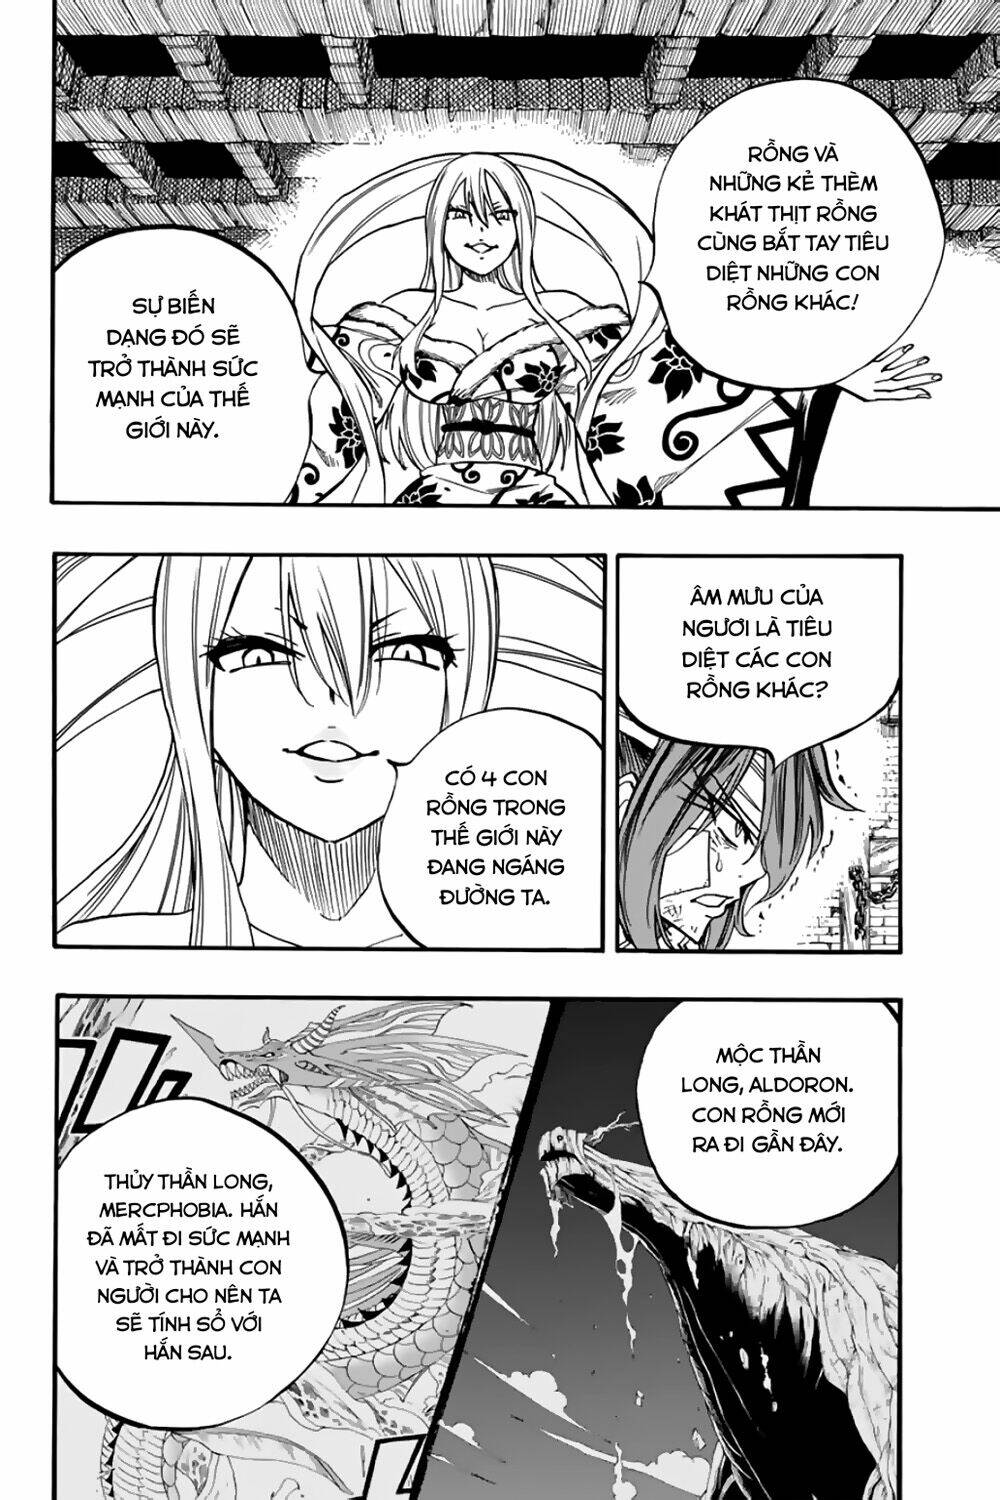 RỒNG VÀ
NHỮNG KẺ THÈM
KHÁT THỊT RỒNG
CÙNG BẮT TAY TIÊU
DIỆT NHỮNG CON
RỒNG KHÁC!
SỰ BIẾN
DẠNG ĐÓ SẼ
TRỞ THÀNH SỨC
MẠNH CỦA THẾ
GIỚI NÀY.
ÂM MƯU CỦA
NGƯƠI LÀ TIÊU
DIỆT CÁC CON
RỒNG KHÁC?
CÓ 4 CON
RỒNG TRONG
THẾ GIỚI NÀY
ĐANG NGÁNG
ĐƯỜNG TA.
MỘC THẦN
LONG, ALDORON.
CON RỒNG MỚI
RA ĐI GẦN ĐÂY.
THỦY THẦN LONG,
MERCPHOBIA. HẮN
ĐÃ MẤT ĐI SỨC MẠNH
VÀ TRỞ THÀNH CON
NGƯỜI CHO NÊN TA
SẼ TÍNH SỔ VỚI
HẮN SAU.